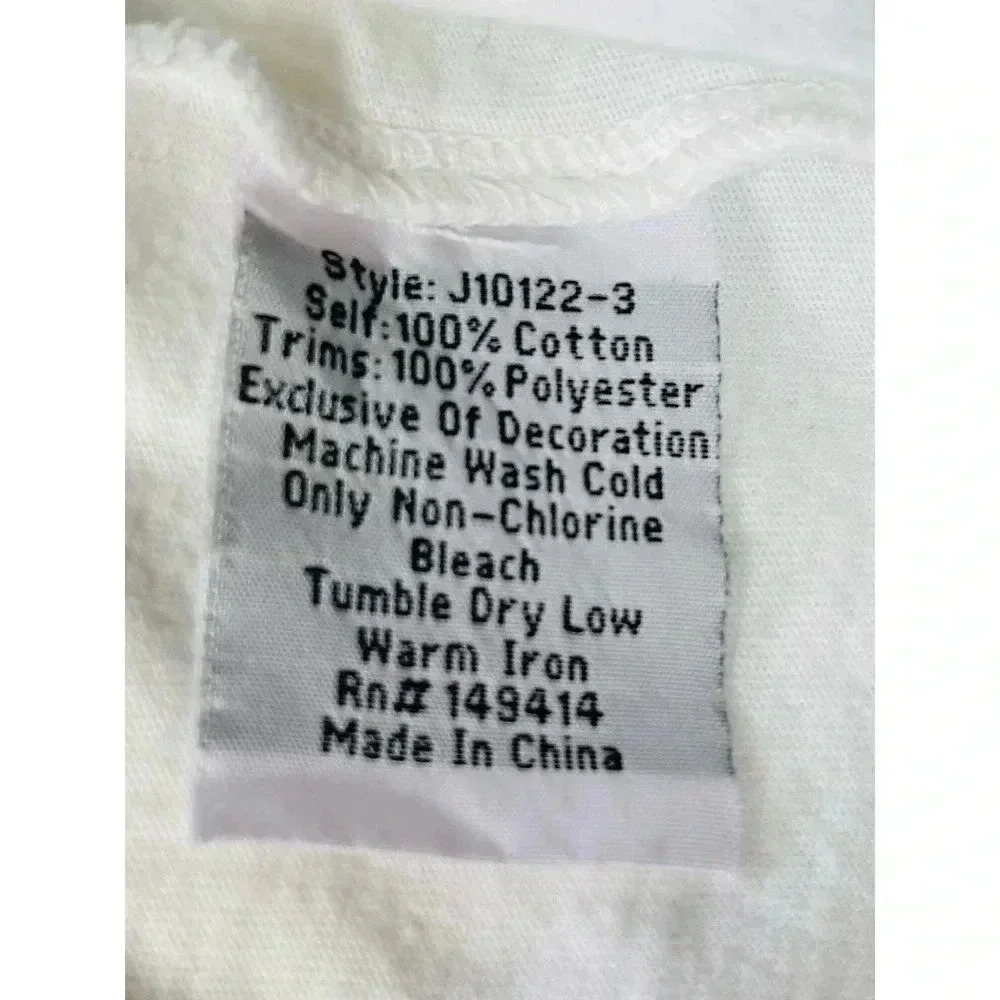 Style: J10122-3
Self:100% Cotton
Trims:100% Polyester
Exclusive Of Decoration
Machine Wash Cold
Only Non-Chlorine
Bleach
Tumble Dry Low
Warm Iron
Rn# 149414
Made In China